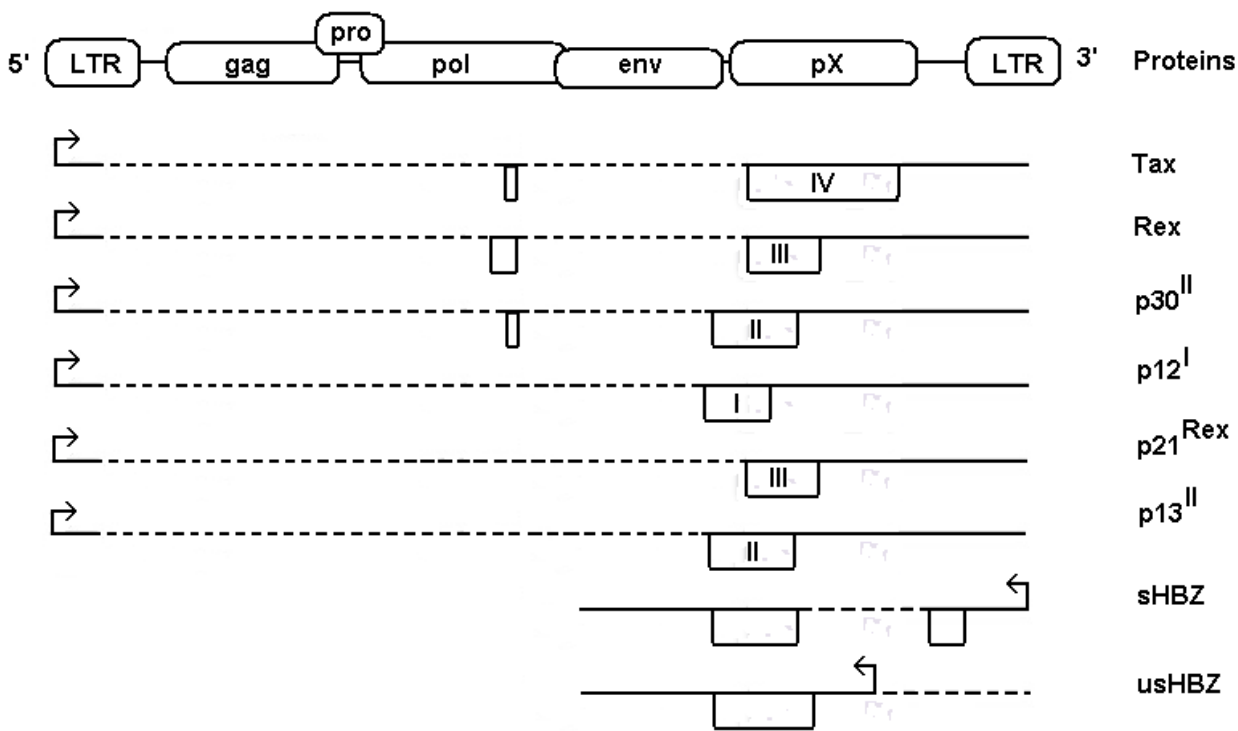 5' LTR gag pro pol env pX LTR 3' Proteins
Tax
IV
Rex
III
p30II
II
p12I
I
p21Rex
III
p13II
II
sHBZ
usHBZ